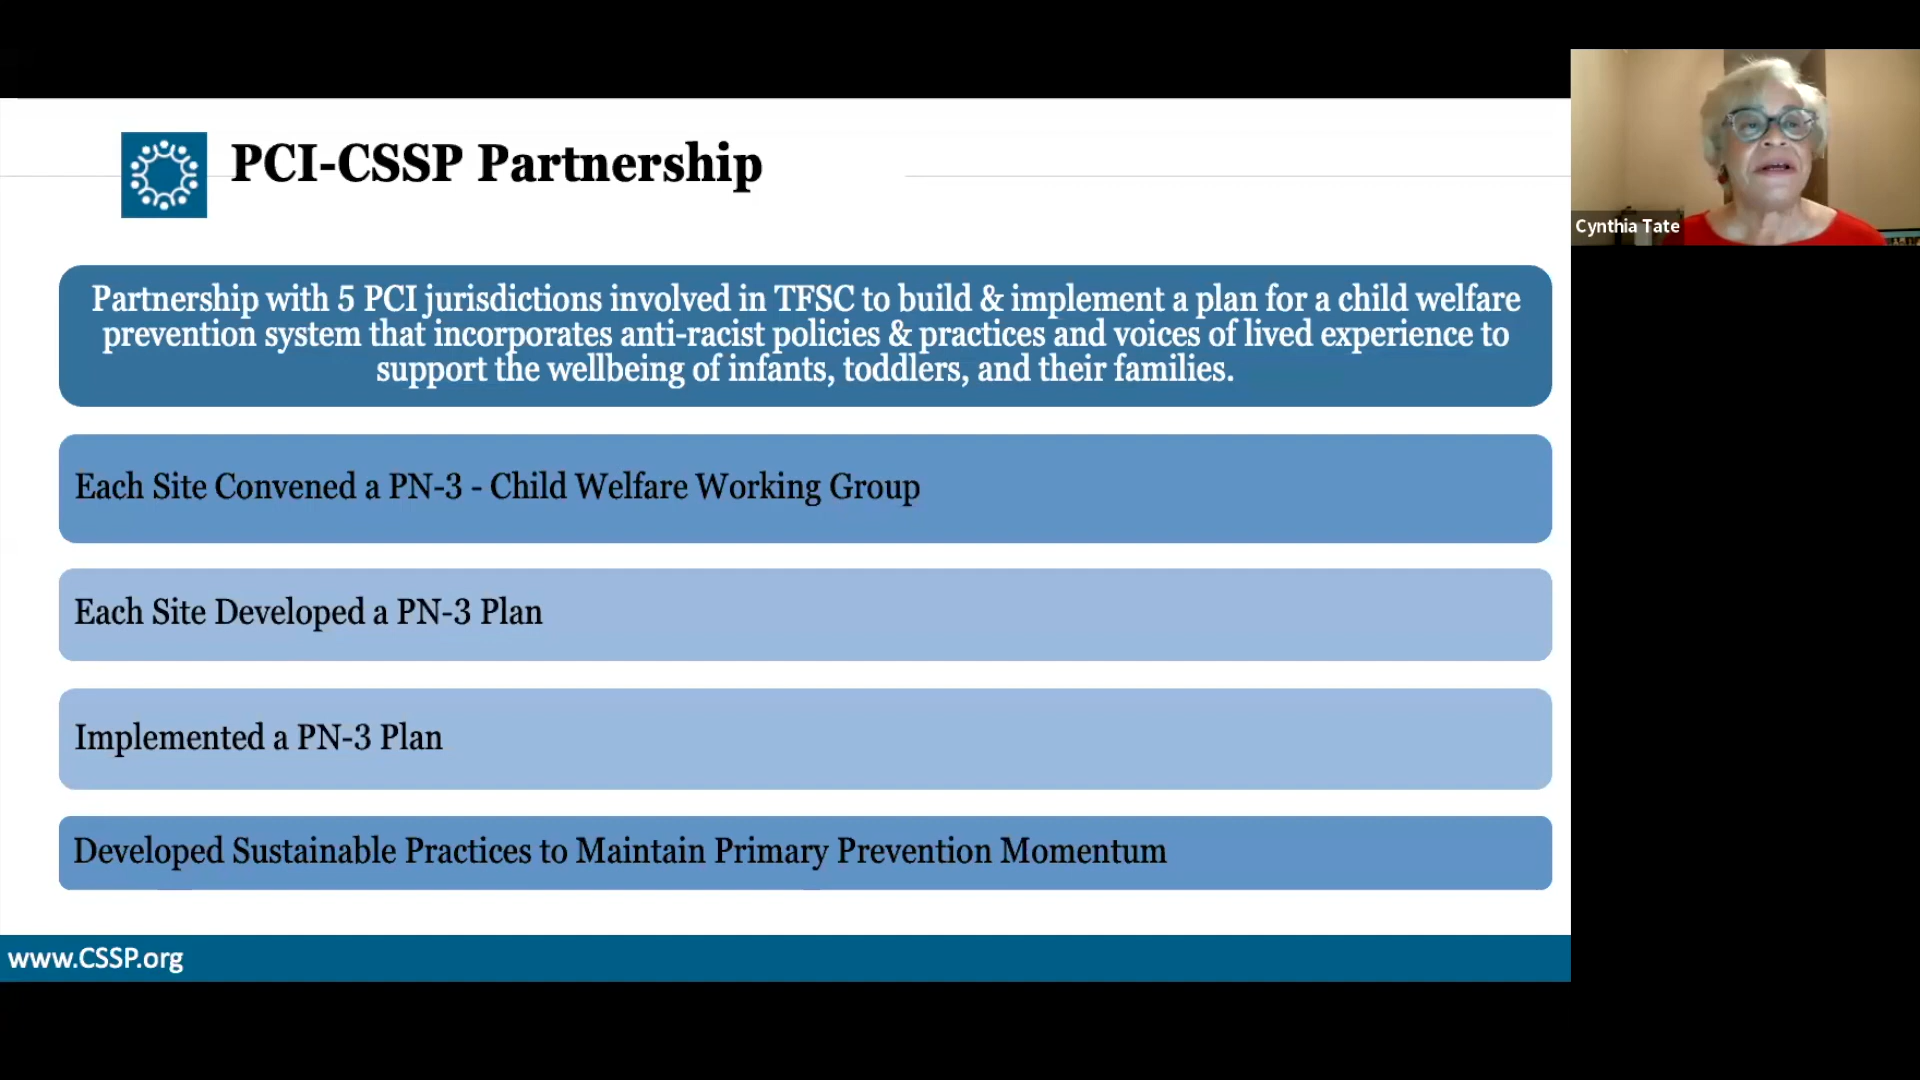 PCI-CSSP Partnership
Cynthia Tate
Partnership with 5 PCI jurisdictions involved in TFSC to build & implement a plan for a child welfare
prevention system that incorporates anti-racist policies & practices and voices of lived experience to
support the wellbeing of infants, toddlers, and their families.
Each Site Convened a PN-3 - Child Welfare Working Group
Each Site Developed a PN-3 Plan
Implemented a PN-3 Plan
Developed Sustainable Practices to Maintain Primary Prevention Momentum
www.CSSP.org